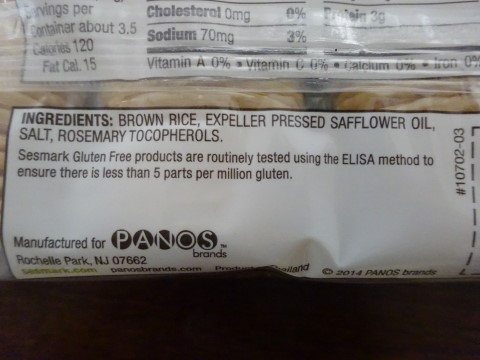 Servings per
Container about 3.5
Calories 120
Fat Cal. 15
Cholesterol 0mg 0% Protein 3g
Sodium 70mg 3%
Vitamin A 0% • Vitamin C 0% • Calcium 0% • Iron 0%
INGREDIENTS: BROWN RICE, EXPELLER PRESSED SAFFLOWER OIL,
SALT, ROSEMARY TOCOPHEROLS.
Sesmark Gluten Free products are routinely tested using the ELISA method to
ensure there is less than 5 parts per million gluten.
Manufactured for PANOS™
brands
Rochelle Park, NJ 07662
sesmark.com panosbrands.com Product Thailand © 2014 PANOS brands
#10702-03